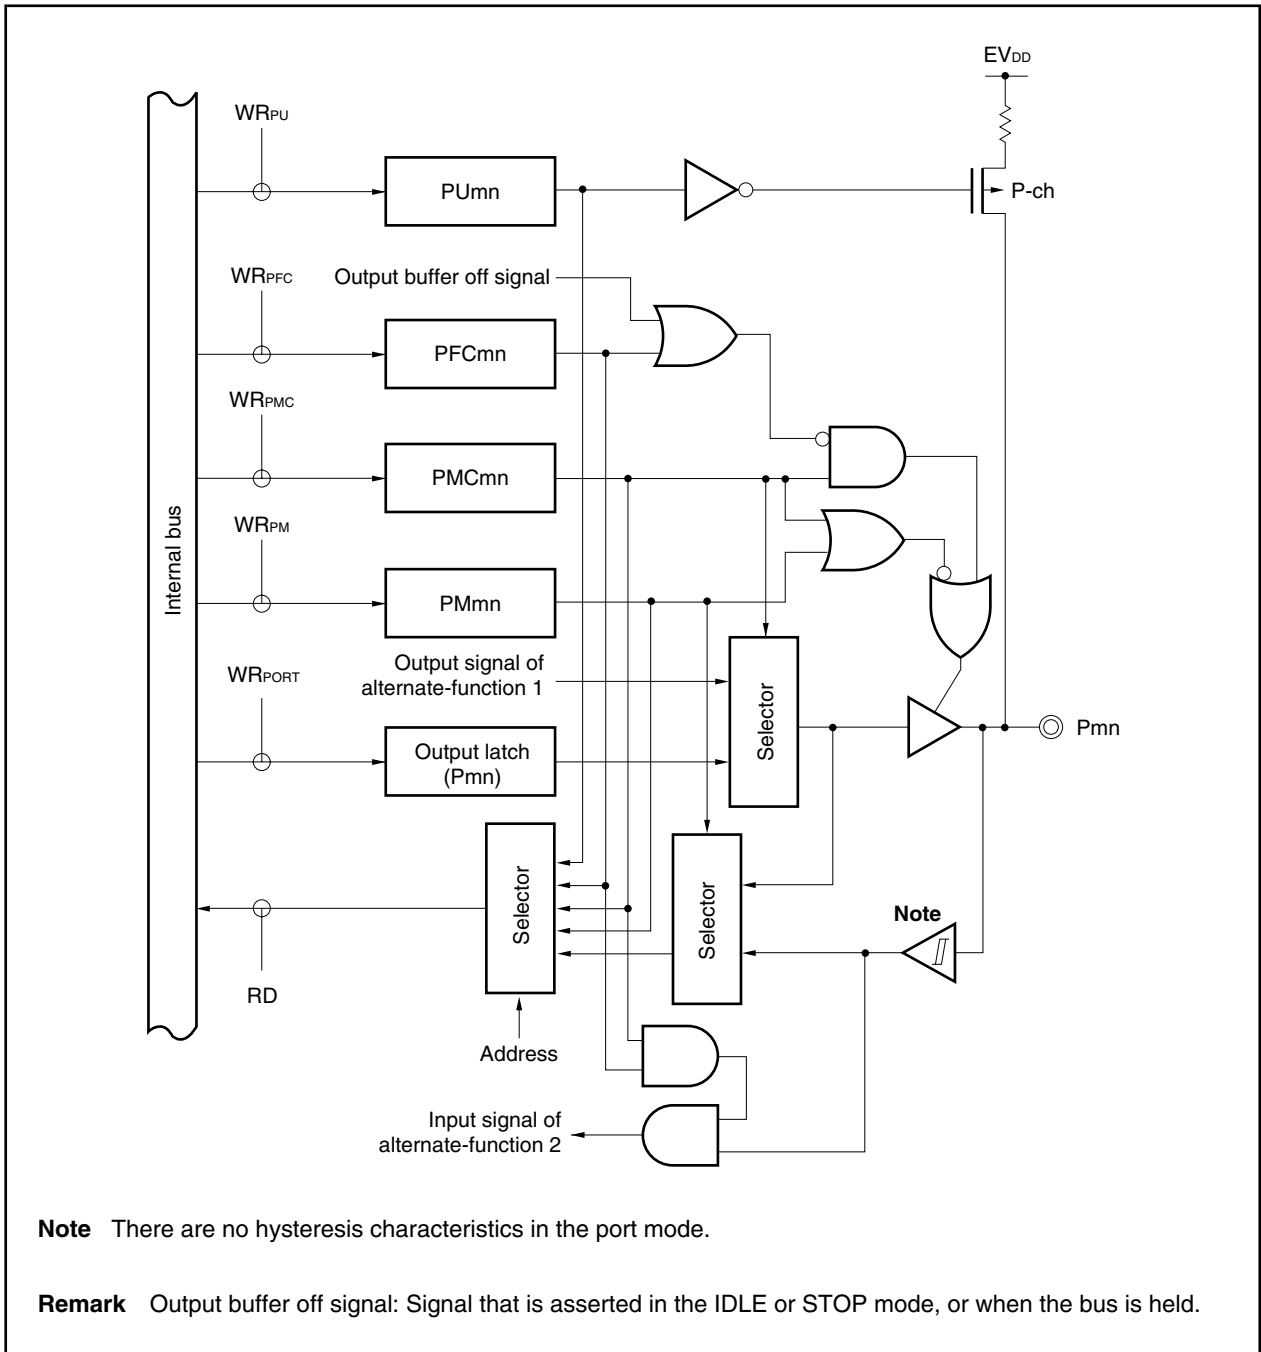 EVDD
WRPU
PUmn
P-ch
WRPFC
Output buffer off signal
PFCmn
WRPMC
PMCmn
WRPM
Internal bus
PMmn
Output signal of
alternate-function 1
WRPORT
Selector
Pmn
Output latch
(Pmn)
Selector
Selector
Note
RD
Address
Input signal of
alternate-function 2
Note There are no hysteresis characteristics in the port mode.
Remark Output buffer off signal: Signal that is asserted in the IDLE or STOP mode, or when the bus is held.